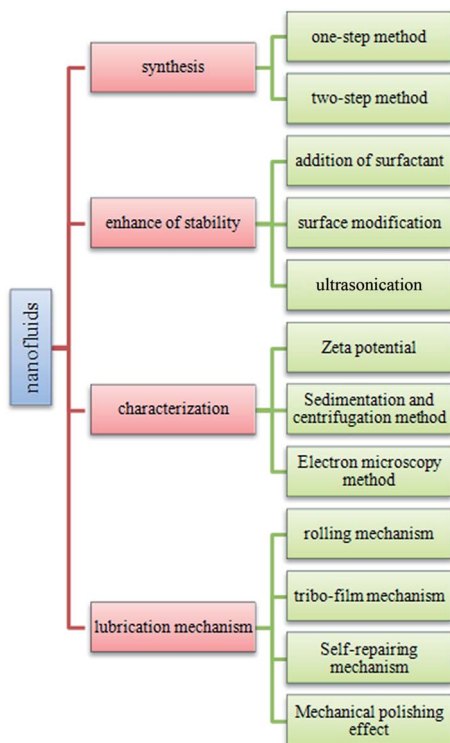 nanofluids
synthesis
one-step method
two-step method
enhance of stability
addition of surfactant
surface modification
ultrasonication
characterization
Zeta potential
Sedimentation and
centrifugation method
Electron microscopy
method
lubrication mechanism
rolling mechanism
tribo-film mechanism
Self-repairing
mechanism
Mechanical polishing
effect